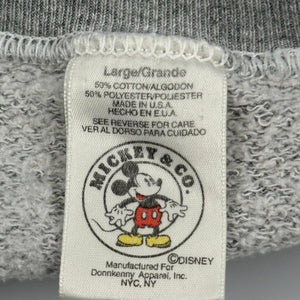 Large/Grande
50% COTTON/ALGODON
50% POLYESTER/POLIESTER
MADE IN U.S.A.
HECHO EN E.U.A.
SEE REVERSE FOR CARE
VER AL DORSO PARA CUIDADO
MICKEY & CO.
©DISNEY
Manufactured For
Donnkenny Apparel, Inc.
NYC, NY